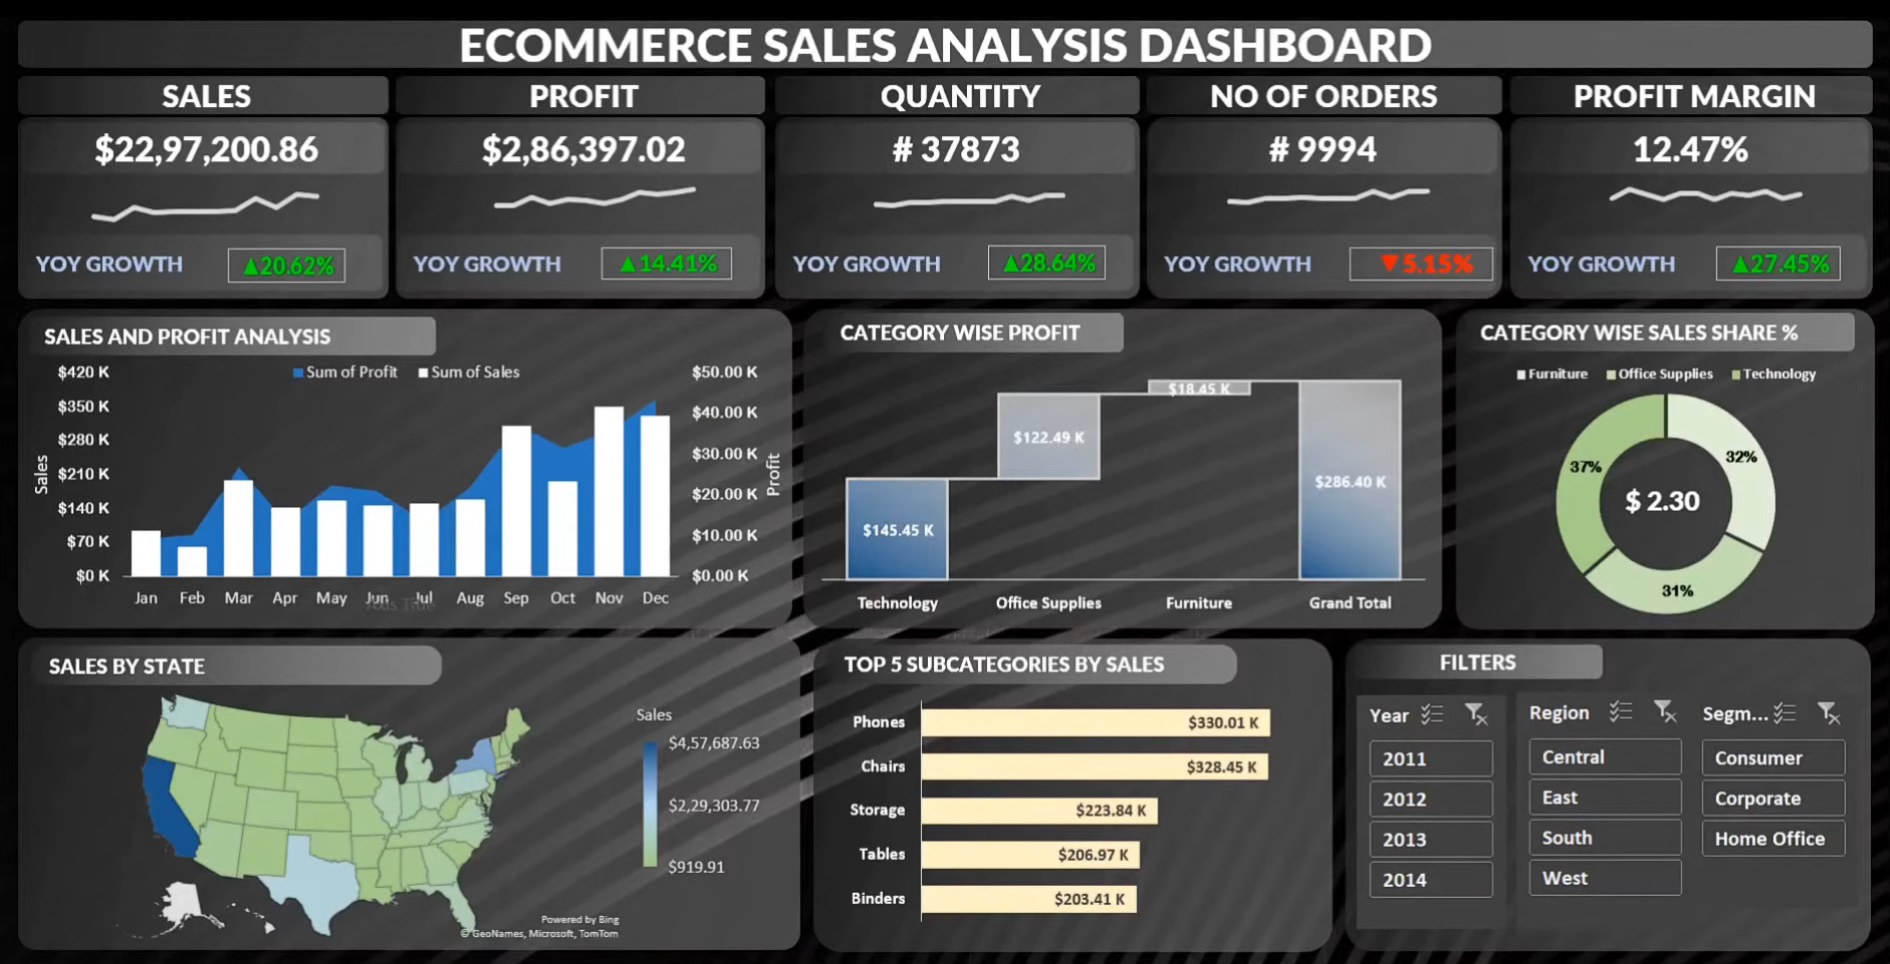 ECOMMERCE SALES ANALYSIS DASHBOARD
SALES
$22,97,200.86
YOY GROWTH
▲20.62%
PROFIT
$2,86,397.02
YOY GROWTH
▲14.41%
QUANTITY
# 37873
YOY GROWTH
▲28.64%
NO OF ORDERS
# 9994
YOY GROWTH
▼5.15%
PROFIT MARGIN
12.47%
YOY GROWTH
▲27.45%
SALES AND PROFIT ANALYSIS
Sum of Profit
Sum of Sales
Sales
$420 K
$350 K
$280 K
$210 K
$140 K
$70 K
$0 K
$50.00 K
$40.00 K
$30.00 K
$20.00 K
$10.00 K
$0.00 K
Profit
Jan Feb Mar Apr May Jun Jul Aug Sep Oct Nov Dec
Axis Title
CATEGORY WISE PROFIT
$145.45 K
$122.49 K
$18.45 K
$286.40 K
Technology Office Supplies Furniture Grand Total
CATEGORY WISE SALES SHARE %
Furniture Office Supplies Technology
37%
32%
31%
$ 2.30
SALES BY STATE
Sales
$4,57,687.63
$2,29,303.77
$919.91
Powered by Bing
© GeoNames, Microsoft, TomTom
TOP 5 SUBCATEGORIES BY SALES
Phones $330.01 K
Chairs $328.45 K
Storage $223.84 K
Tables $206.97 K
Binders $203.41 K
FILTERS
Year
2011
2012
2013
2014
Region
Central
East
South
West
Segm...
Consumer
Corporate
Home Office